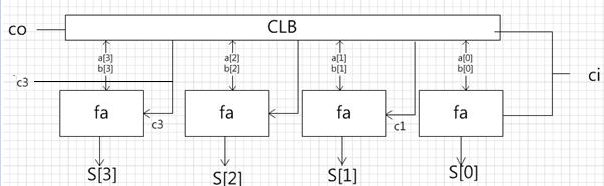 co
CLB
a[3]
b[3]
a[2]
b[2]
a[1]
b[1]
a[0]
b[0]
ci
c3
fa
fa
fa
fa
c3
c1
S[3]
S[2]
S[1]
S[0]